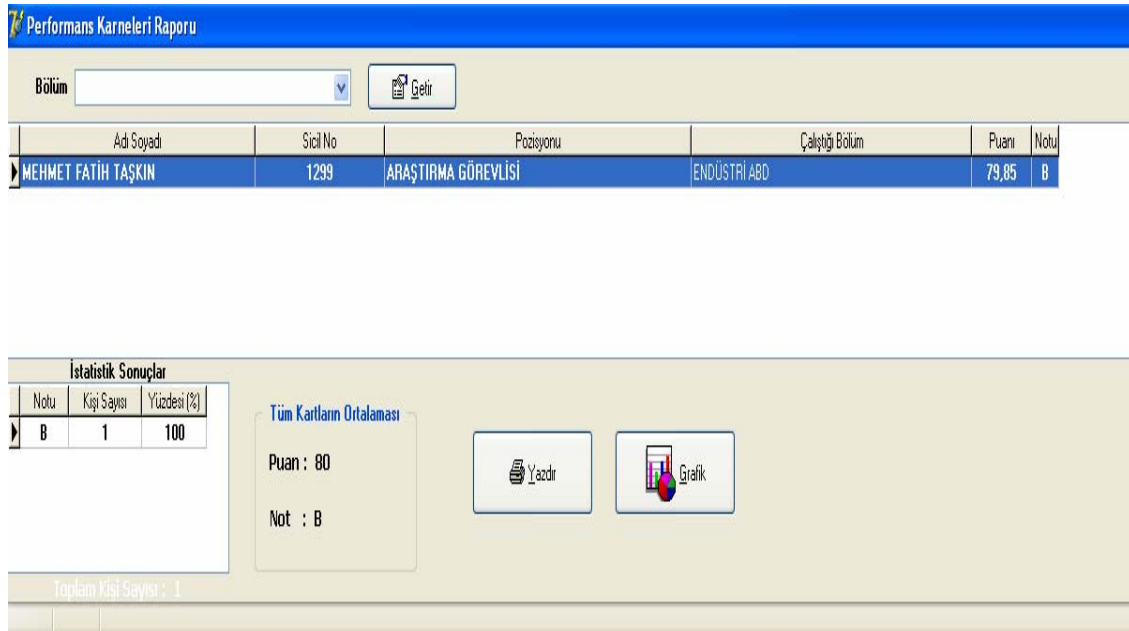 Performans Karneleri Raporu
Bölüm Getir
Adı Soyadı Sicil No Pozisyonu Çalıştığı Bölüm Puanı Notu
MEHMET FATİH TAŞKIN 1299 ARAŞTIRMA GÖREVLİSİ ENDÜSTRİ ABD 79,85 B
İstatistik Sonuçlar
Notu Kişi Sayısı Yüzdesi (%)
B 1 100
Tüm Kartların Ortalaması
Puan : 80
Not : B
Yazdır
Grafik
Toplam Kişi Sayısı : 1